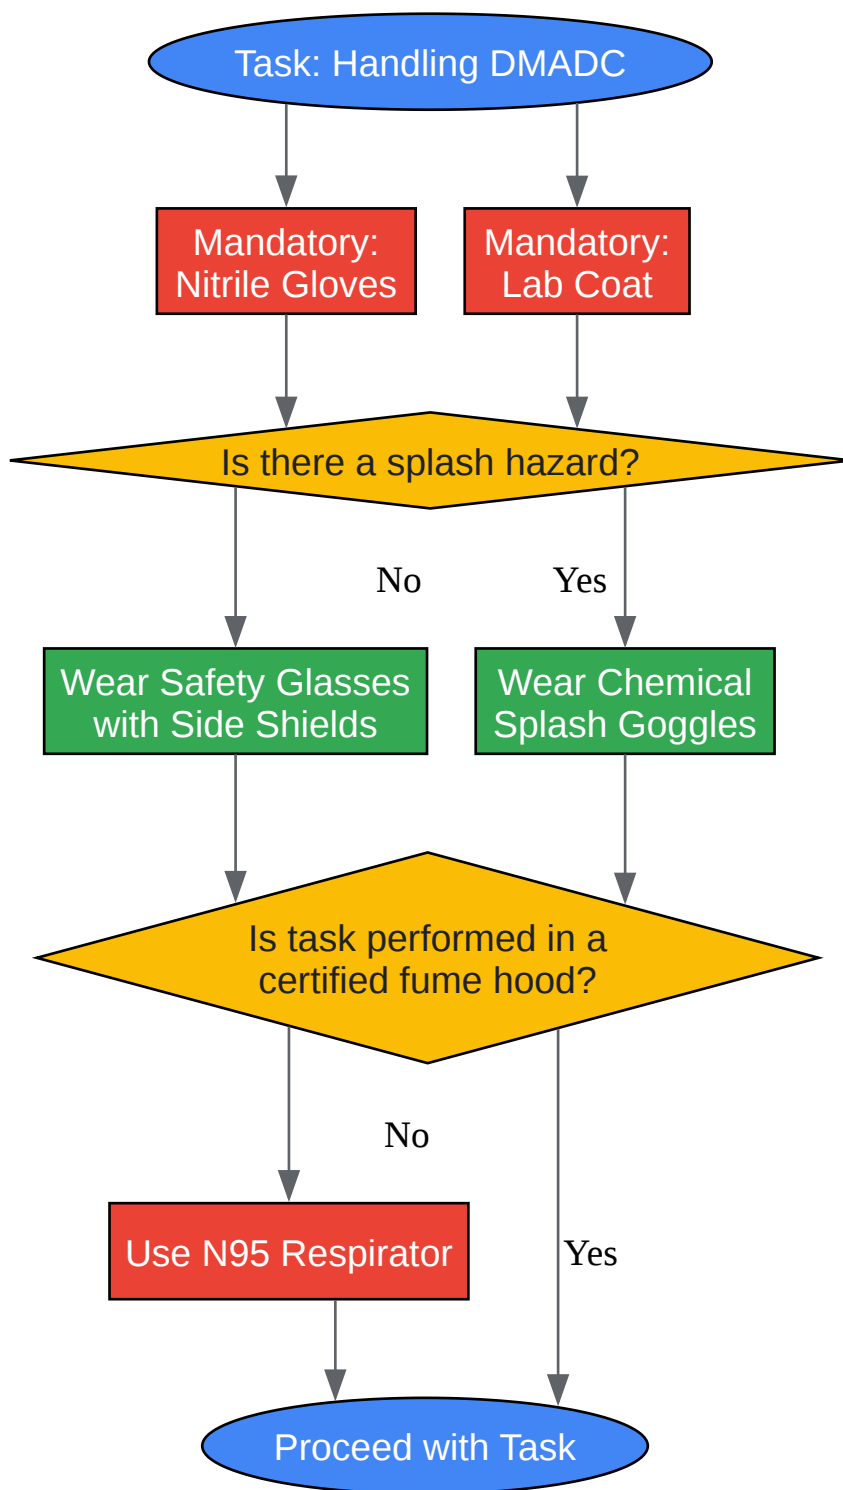 Task: Handling DMADC
Mandatory:
Nitrile Gloves
Mandatory:
Lab Coat
Is there a splash hazard?
No
Yes
Wear Safety Glasses
with Side Shields
Wear Chemical
Splash Goggles
Is task performed in a
certified fume hood?
No
Use N95 Respirator
Yes
Proceed with Task